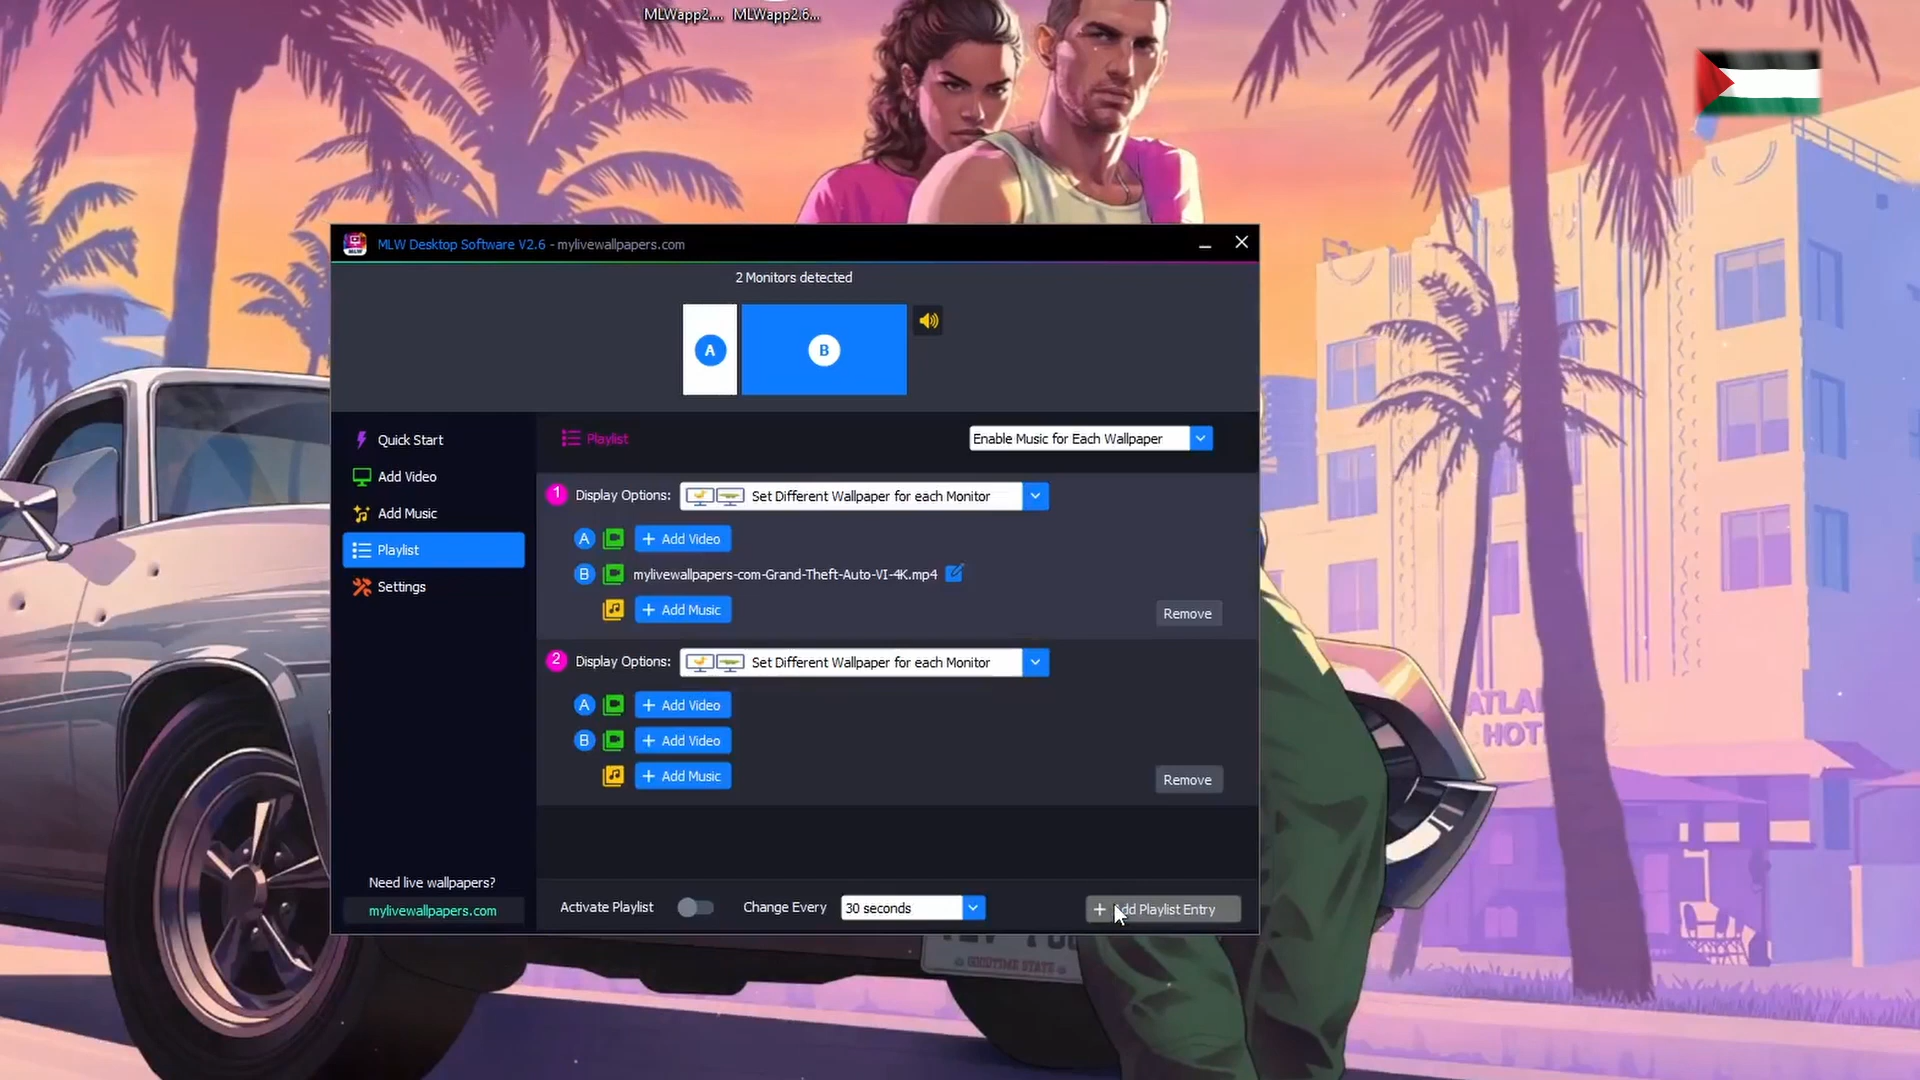 MLWapp2....
MLWapp2.6...
MLW Desktop Software V2.6 - mylivewallpapers.com
2 Monitors detected
A
B
Quick Start
Add Video
Add Music
Playlist
Settings
Playlist
Enable Music for Each Wallpaper
1 Display Options: Set Different Wallpaper for each Monitor
A + Add Video
B mylivewallpapers-com-Grand-Theft-Auto-VI-4K.mp4
+ Add Music
Remove
2 Display Options: Set Different Wallpaper for each Monitor
A + Add Video
B + Add Video
+ Add Music
Remove
Need live wallpapers?
mylivewallpapers.com
Activate Playlist
Change Every
30 seconds
+ Add Playlist Entry
GOODTIME STATE